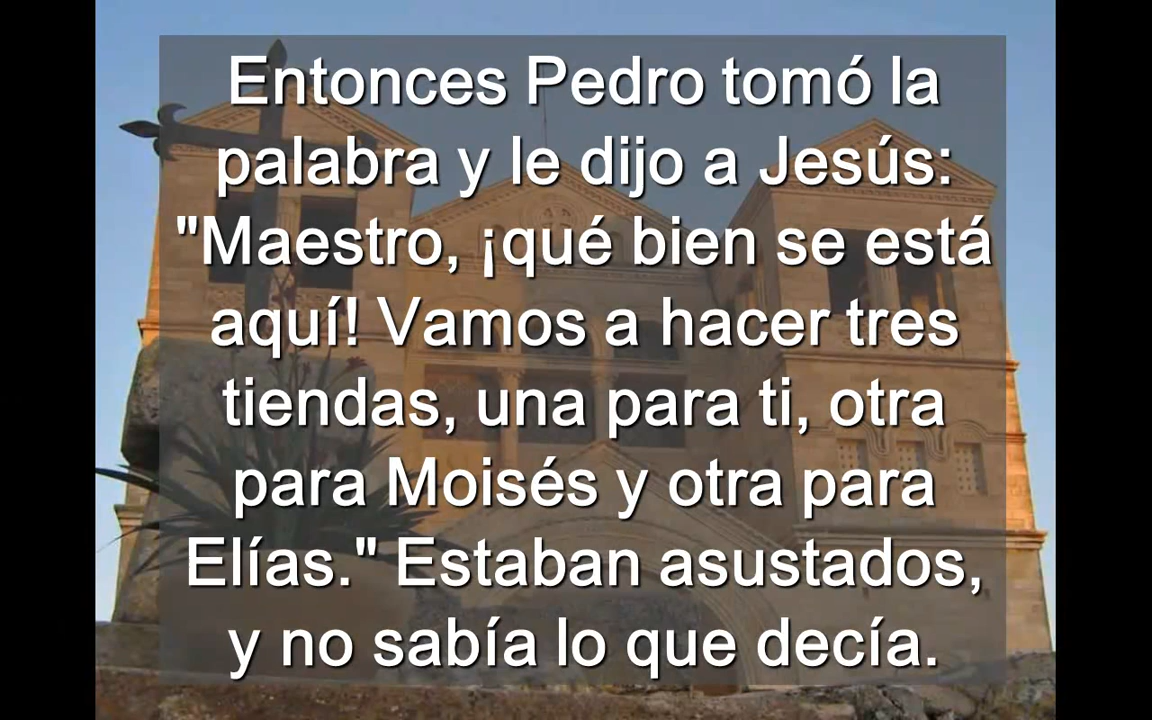 Entonces Pedro tomó la
palabra y le dijo a Jesús:
"Maestro, ¡qué bien se está
aquí! Vamos a hacer tres
tiendas, una para ti, otra
para Moisés y otra para
Elías." Estaban asustados,
y no sabía lo que decía.